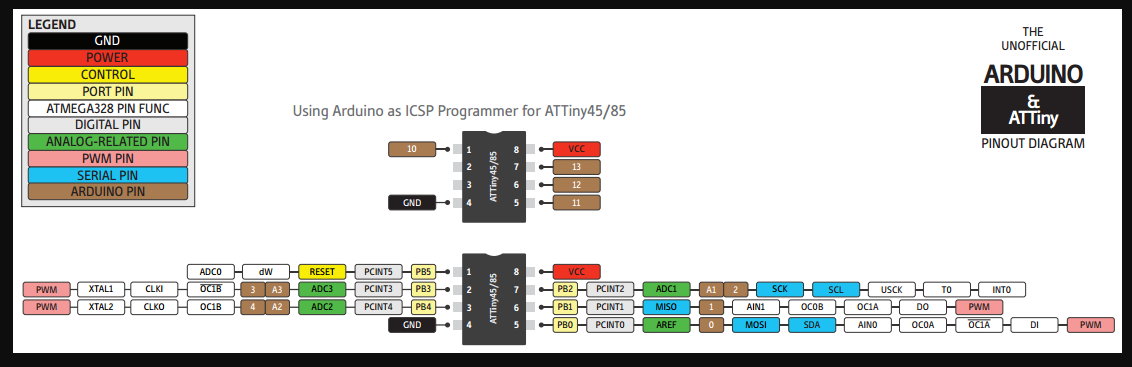 LEGEND
GND
POWER
CONTROL
PORT PIN
ATMEGA328 PIN FUNC
DIGITAL PIN
ANALOG-RELATED PIN
PWM PIN
SERIAL PIN
ARDUINO PIN
THE
UNOFFICIAL
ARDUINO
&
ATTiny
PINOUT DIAGRAM
Using Arduino as ICSP Programmer for ATTiny45/85
10 1 8 VCC
2 7 13
3 6 12
GND 4 5 11
ATTiny45/85
ADC0 dW RESET PCINT5 PB5 1 8 VCC
PWM XTAL1 CLKI OC1B 3 A3 ADC3 PCINT3 PB3 2 7 PB2 PCINT2 ADC1 A1 2 SCK SCL USCK T0 INT0
PWM XTAL2 CLKO OC1B 4 A2 ADC2 PCINT4 PB4 3 6 PB1 PCINT1 MISO 1 AIN1 OC0B OC1A DO PWM
GND 4 5 PB0 PCINT0 AREF 0 MOSI SDA AIN0 OC0A OC1A DI PWM
ATTiny45/85